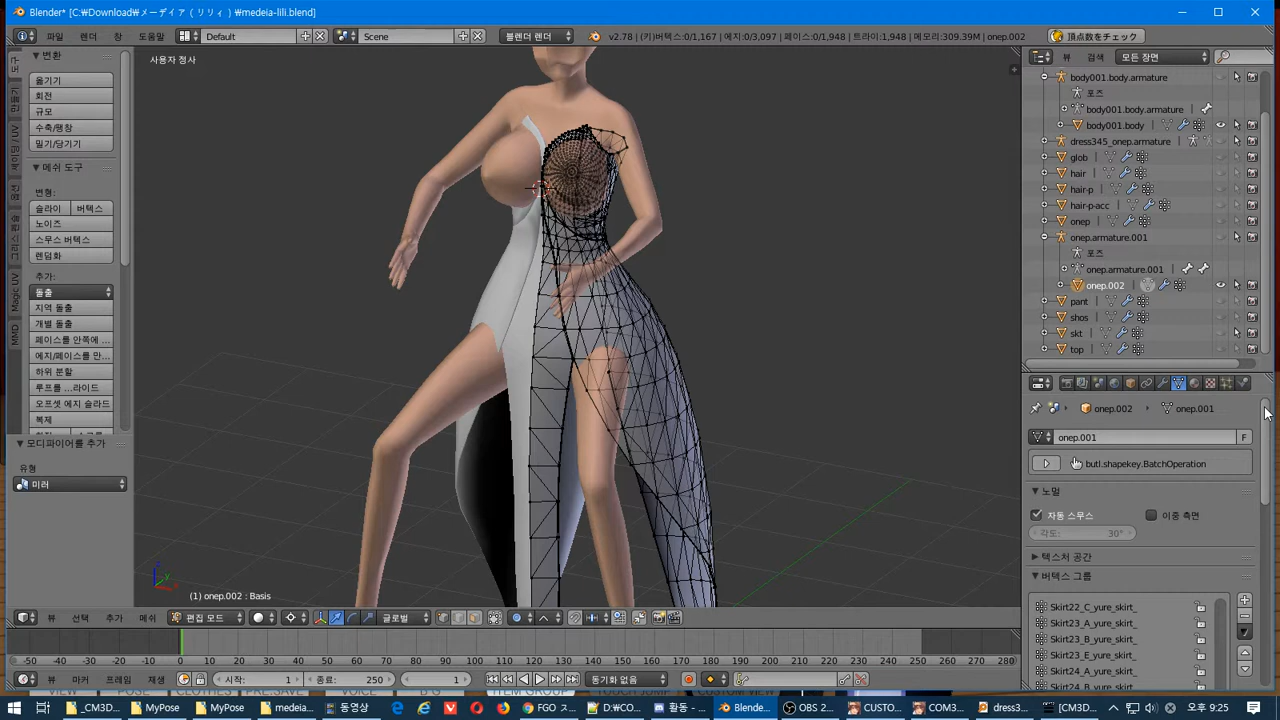 Blender* [C:₩Download₩メーデイア（リリィ）₩medeia-lili.blend]
파일 렌더 창 도움말 Default Scene 블렌더 렌더 v2.78 | (키)버텍스:0/1,167 | 에지:0/3,097 | 페이스:0/1,948 | 트라이:1,948 | 메모리:309.39M | onep.002 頂点数をチェック
사용자 정사
변환
옮기기
회전
규모
수축/팽창
밀기/당기기
메쉬 도구
변형:
슬라이 버텍스
노이즈
스무스 버텍스
랜덤화
추가:
돌출
지역 돌출
개별 돌출
페이스를 안쪽에 ...
에지/페이스를 만...
하위 분할
루프를 ...라이드
오프셋 에지 슬라드
복제
모디파이어를 추가
유형
미러
Magic UV
MMD
(1) onep.002 : Basis
뷰 선택 추가 메쉬 편집 모드 글로벌
-50 -40 -30 -20 -10 0 10 20 30 40 50 60 70 80 90 100 110 120 130 140 150 160 170 180 190 200 210 220 230 240 250 260 270 280
뷰 마커 프레임 재생 시작: 1 종료: 250 1 동기화 없음
뷰 검색 모든 장면
body001.body.armature
포즈
body001.body.armature
body001.body
dress345_onep.armature
glob
hair
hair-p
hair-p-acc
onep
onep.armature.001
포즈
onep.armature.001
onep.002
pant
shos
skt
top
onep.002 onep.001
onep.001 F
butl.shapekey.BatchOperation
노멀
자동 스무스 이중 측면
각도: 30°
텍스처 공간
버텍스 그룹
Skirt22_C_yure_skirt_
Skirt23_A_yure_skirt_
Skirt23_B_yure_skirt_
Skirt23_E_yure_skirt_
Skirt24_A_yure_skirt_
Skirt24_B_yure_skirt_
_CM3D... MyPose MyPose medeia... 동영상 FGO ス... D:₩CO... 활동 - ... Blende... OBS 2... CUSTO... COM3... dress3... [CM3D... 오후 9:25